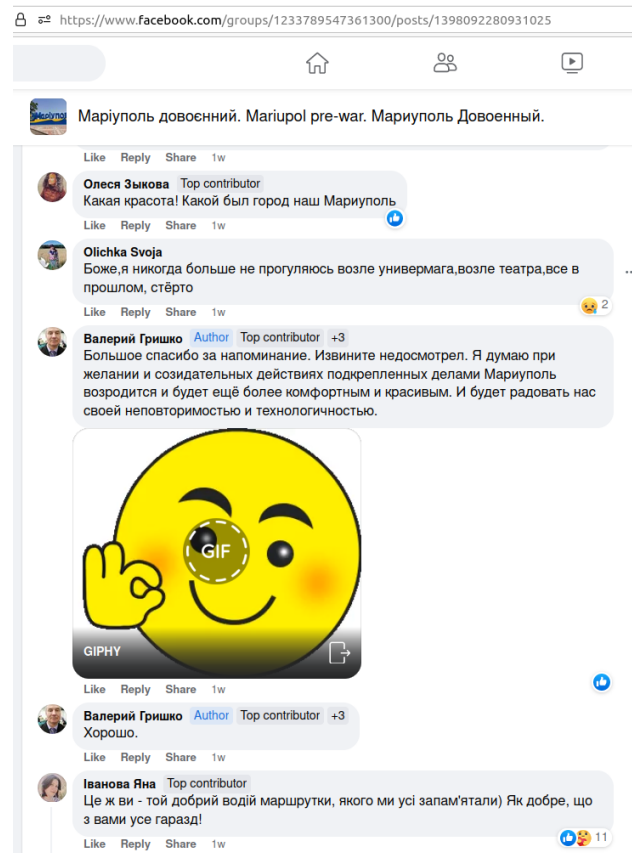 https://www.facebook.com/groups/1233789547361300/posts/1398092280931025
Маріуполь довоєнний. Mariupol pre-war. Мариуполь Довоенный.
Like Reply Share 1w
Олеся Зыкова Top contributor
Какая красота! Какой был город наш Мариуполь
Like Reply Share 1w
Olichka Svoja
Боже,я никогда больше не прогуляюсь возле универмага,возле театра,все в
прошлом, стёрто
2
Like Reply Share 1w
Валерий Гришко Author Top contributor +3
Большое спасибо за напоминание. Извините недосмотрел. Я думаю при
желании и созидательных действиях подкрепленных делами Мариуполь
возродится и будет ещё более комфортным и красивым. И будет радовать нас
своей неповторимостью и технологичностью.
GIF
GIPHY
Like Reply Share 1w
Валерий Гришко Author Top contributor +3
Хорошо.
Like Reply Share 1w
Іванова Яна Top contributor
Це ж ви - той добрий водій маршрутки, якого ми усі запам'ятали) Як добре, що
з вами усе гаразд!
11
Like Reply Share 1w